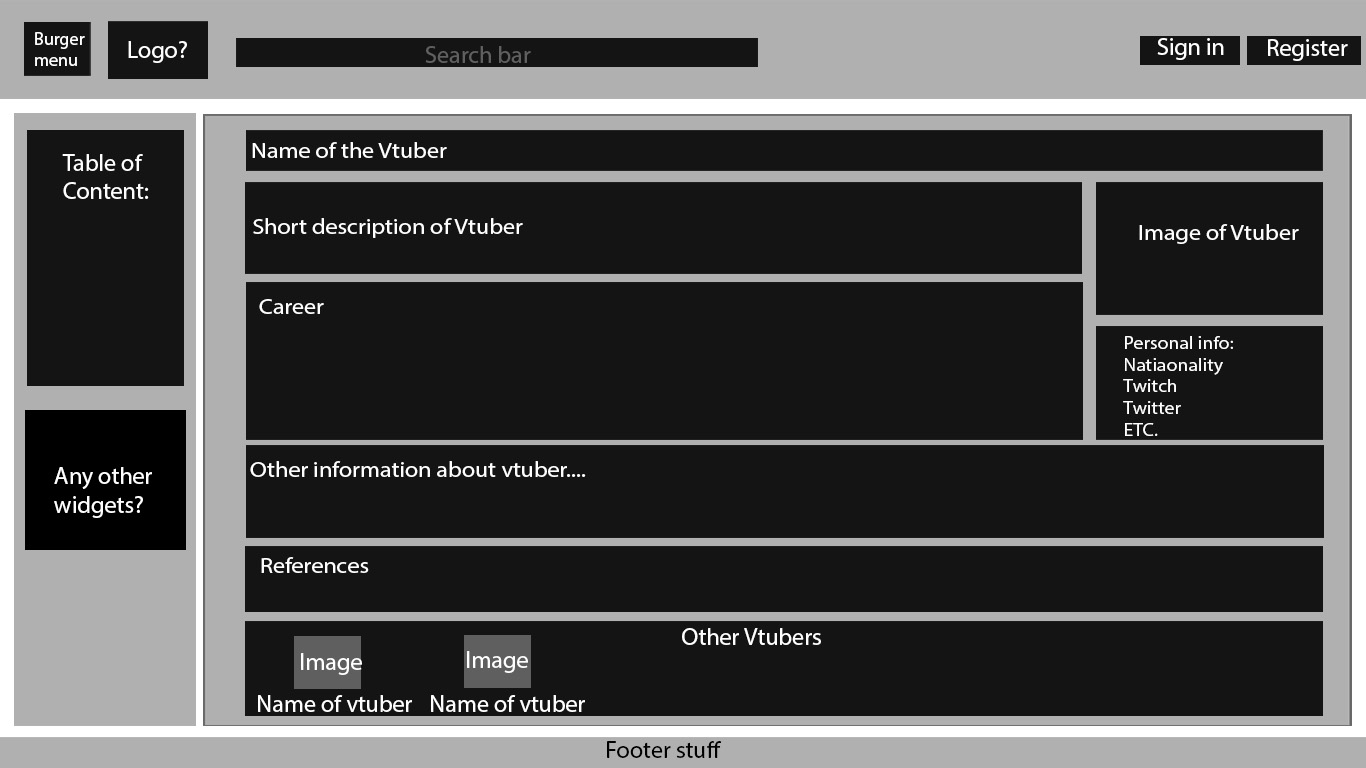 Burger
menu
Logo?
Search bar
Sign in
Register
Table of
Content:
Any other
widgets?
Name of the Vtuber
Short description of Vtuber
Image of Vtuber
Career
Personal info:
Natiaonality
Twitch
Twitter
ETC.
Other information about vtuber....
References
Other Vtubers
Image
Name of vtuber
Image
Name of vtuber
Footer stuff